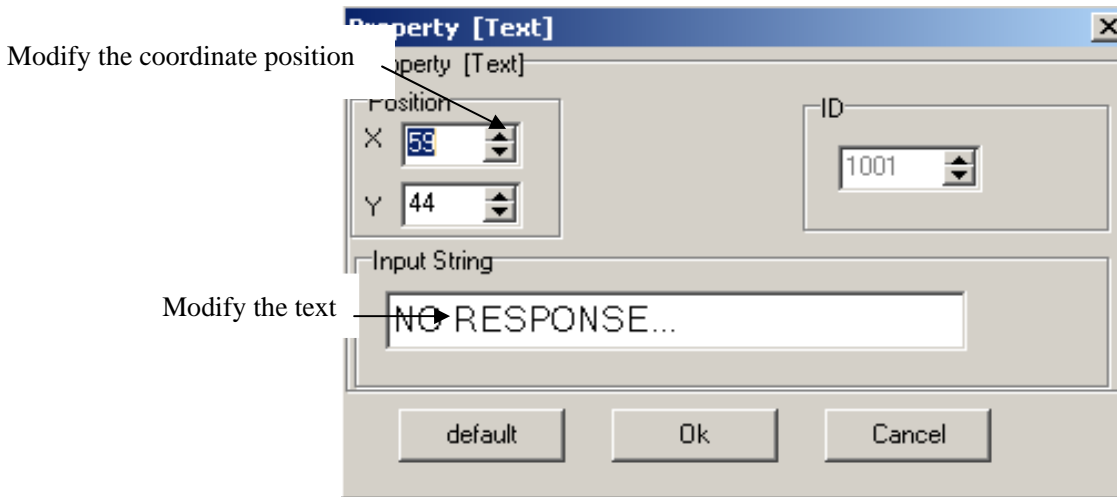 Property [Text]
Modify the coordinate position
Property [Text]
Position
ID
X 59
1001
Y 44
Input String
Modify the text
NO RESPONSE...
default Ok Cancel